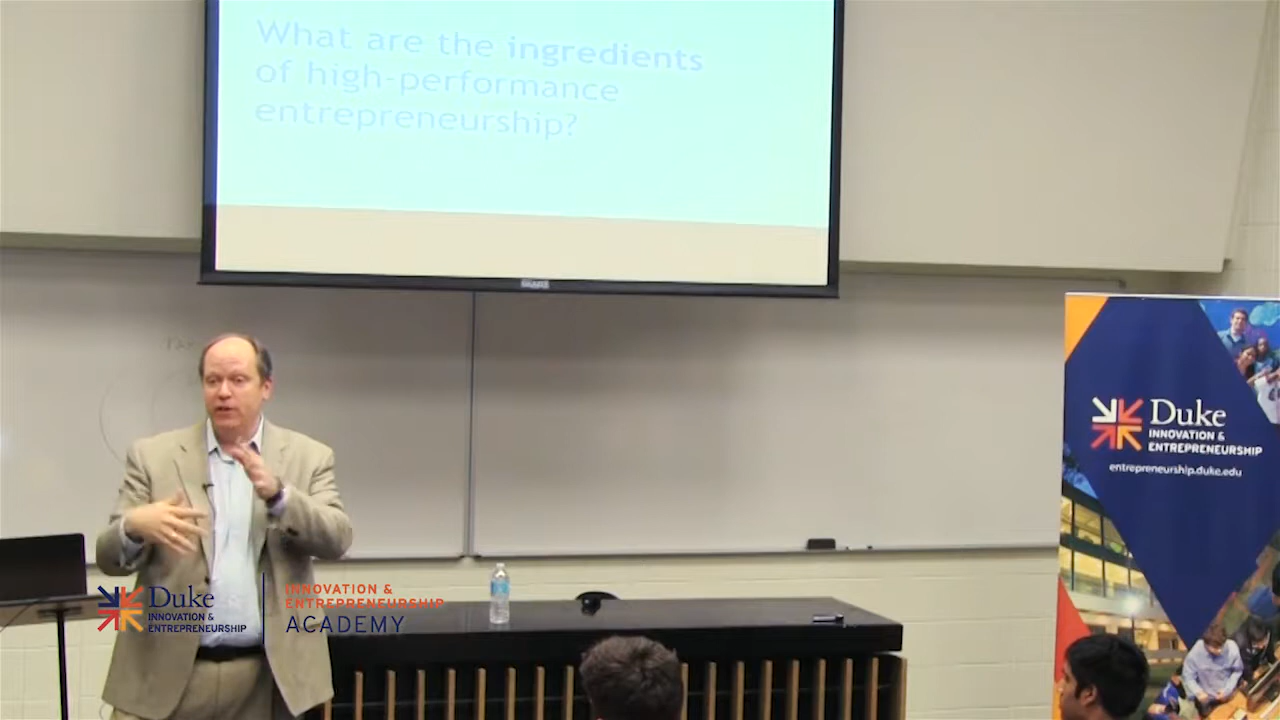 What are the ingredients
of high-performance
entrepreneurship?
Duke
INNOVATION &
ENTREPRENEURSHIP
entrepreneurship.duke.edu
Duke
INNOVATION &
ENTREPRENEURSHIP
INNOVATION &
ENTREPRENEURSHIP
ACADEMY